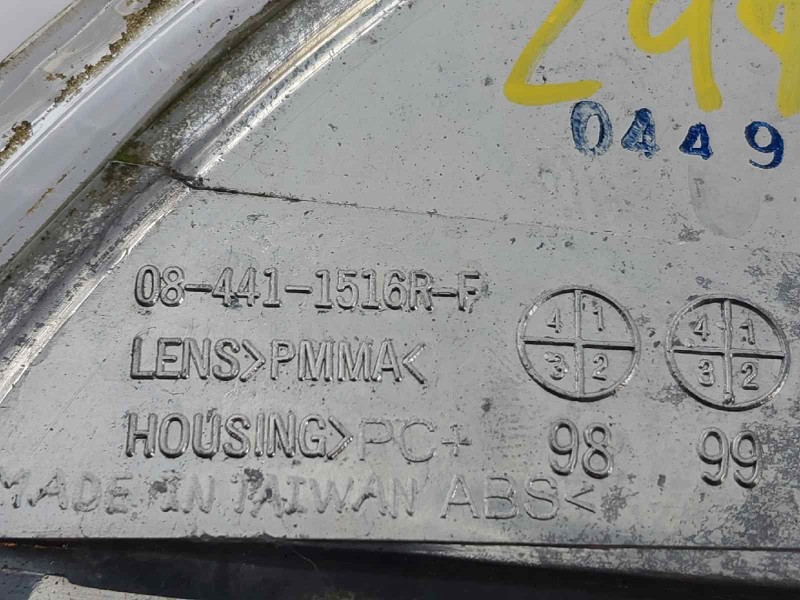 0449
08-441-1516R-F
LENS>PMMA< 4 1 3 2 4 1 3 2
HOUSING>PC+ 98 99
MADE IN TAIWAN ABS<